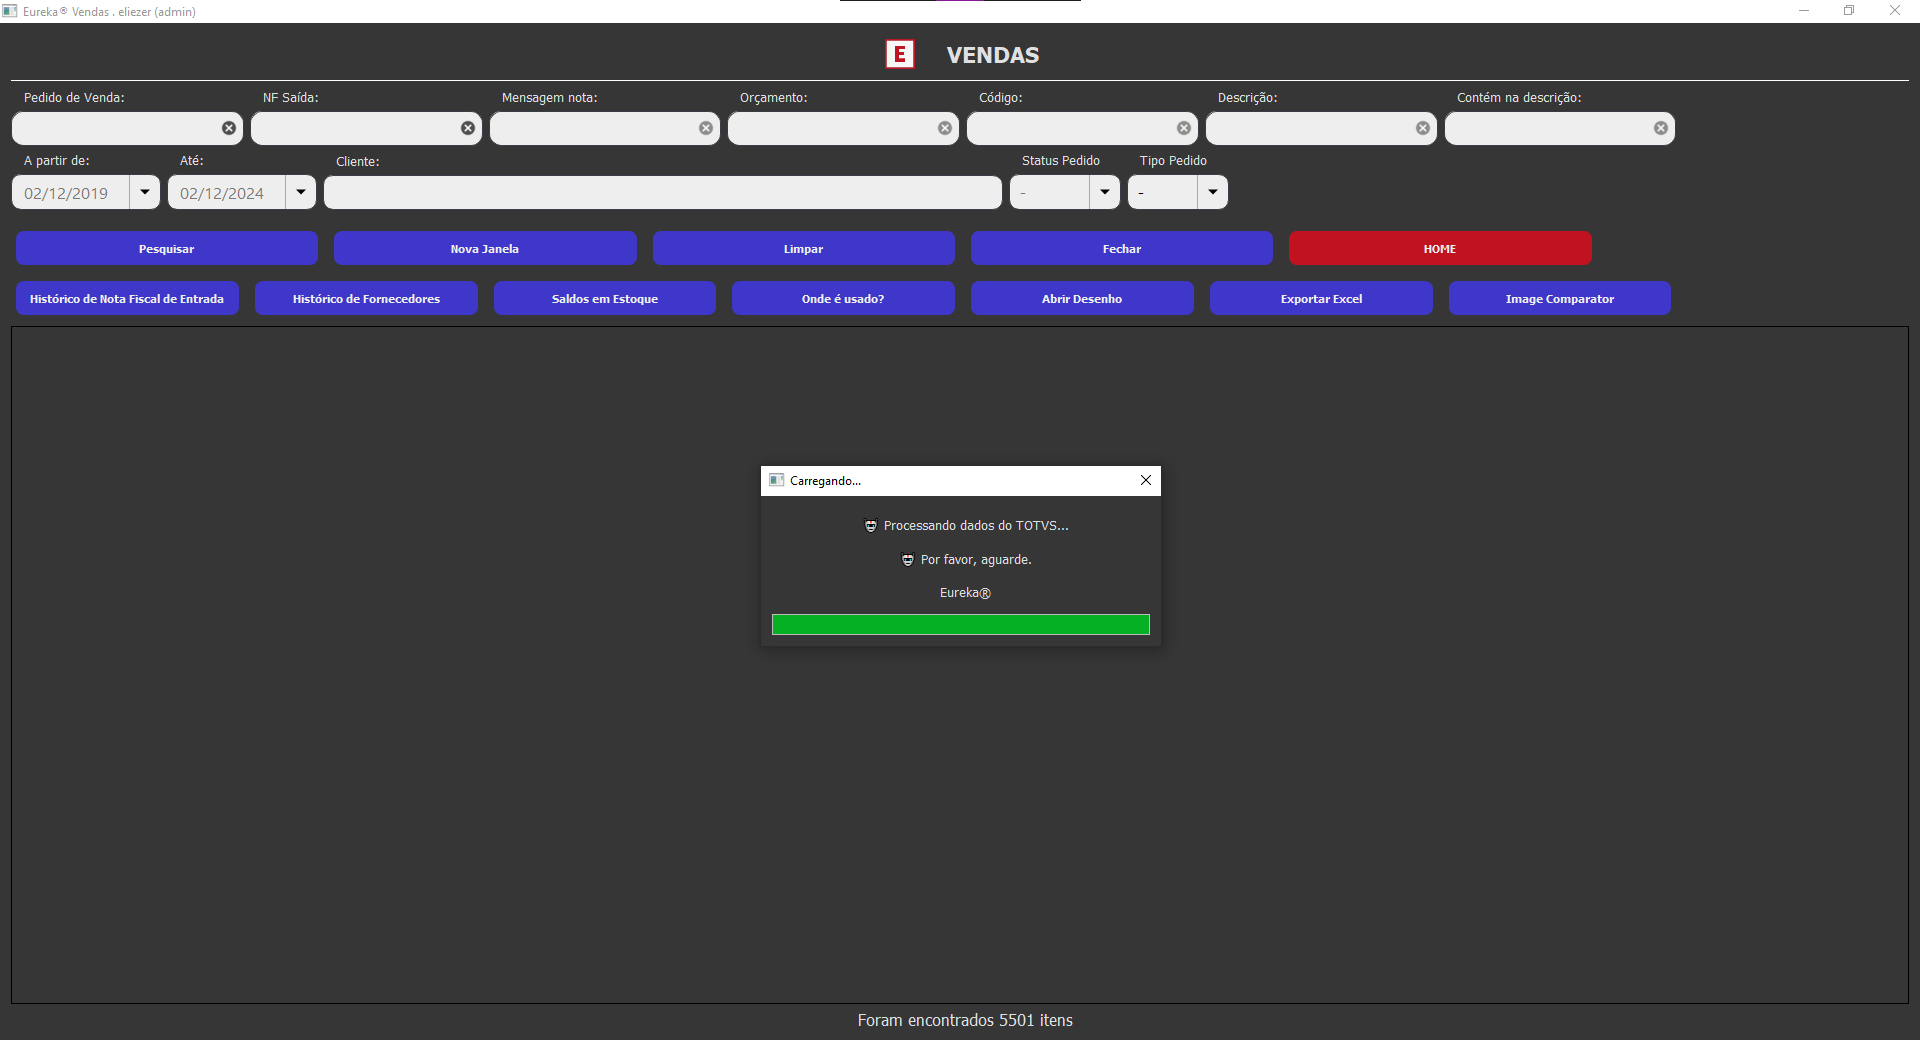 Eureka® Vendas . eliezer (admin)
E VENDAS
Pedido de Venda: NF Saída: Mensagem nota: Orçamento: Código: Descrição: Contém na descrição:
A partir de: Até: Cliente: Status Pedido Tipo Pedido
02/12/2019 02/12/2024 - -
Pesquisar Nova Janela Limpar Fechar HOME
Histórico de Nota Fiscal de Entrada Histórico de Fornecedores Saldos em Estoque Onde é usado? Abrir Desenho Exportar Excel Image Comparator
Carregando...
Processando dados do TOTVS...
Por favor, aguarde.
Eureka®
Foram encontrados 5501 itens